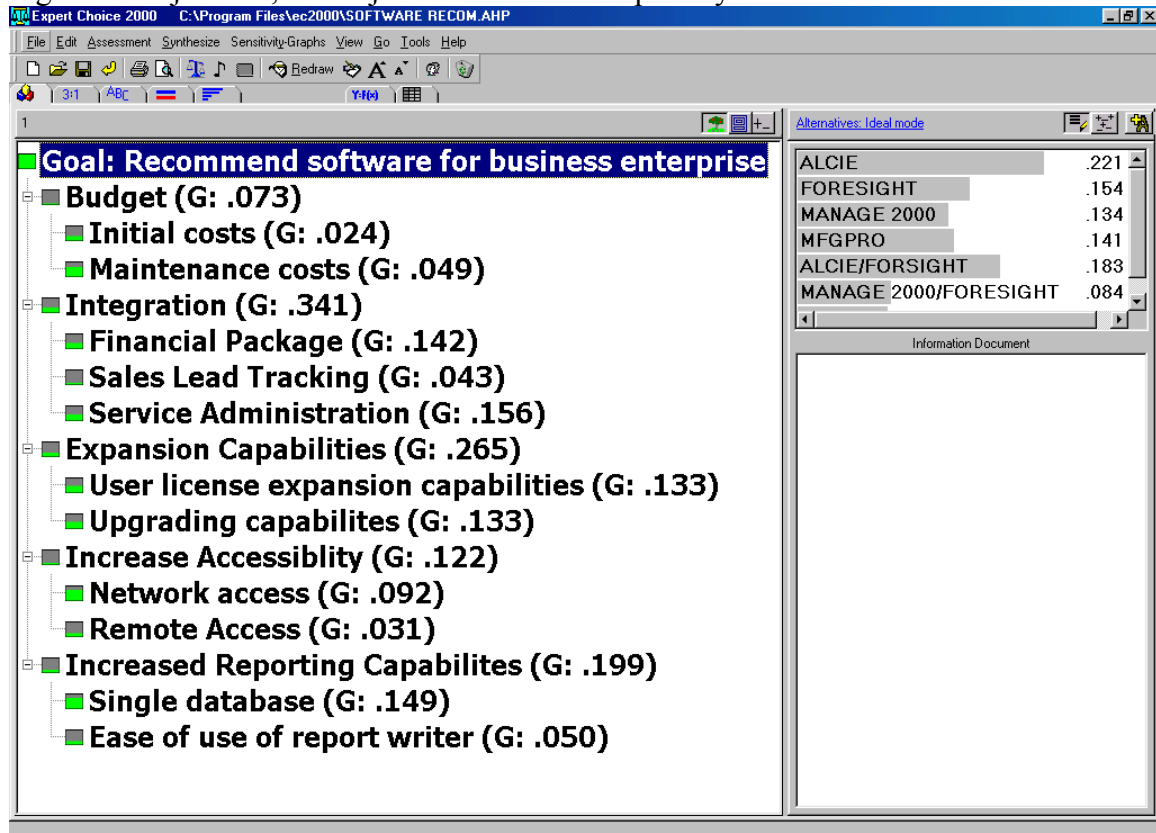 Expert Choice 2000 C:\Program Files\ec2000\SOFTWARE RECOM.AHP
File Edit Assessment Synthesize Sensitivity-Graphs View Go Tools Help
Redraw A A
3:1 ABC Y=F(x)
1
Alternatives: Ideal mode
Goal: Recommend software for business enterprise
Budget (G: .073)
Initial costs (G: .024)
Maintenance costs (G: .049)
Integration (G: .341)
Financial Package (G: .142)
Sales Lead Tracking (G: .043)
Service Administration (G: .156)
Expansion Capabilities (G: .265)
User license expansion capabilities (G: .133)
Upgrading capabilites (G: .133)
Increase Accessiblity (G: .122)
Network access (G: .092)
Remote Access (G: .031)
Increased Reporting Capabilites (G: .199)
Single database (G: .149)
Ease of use of report writer (G: .050)
ALCIE .221
FORESIGHT .154
MANAGE 2000 .134
MFGPRO .141
ALCIE/FORSIGHT .183
MANAGE 2000/FORESIGHT .084
Information Document